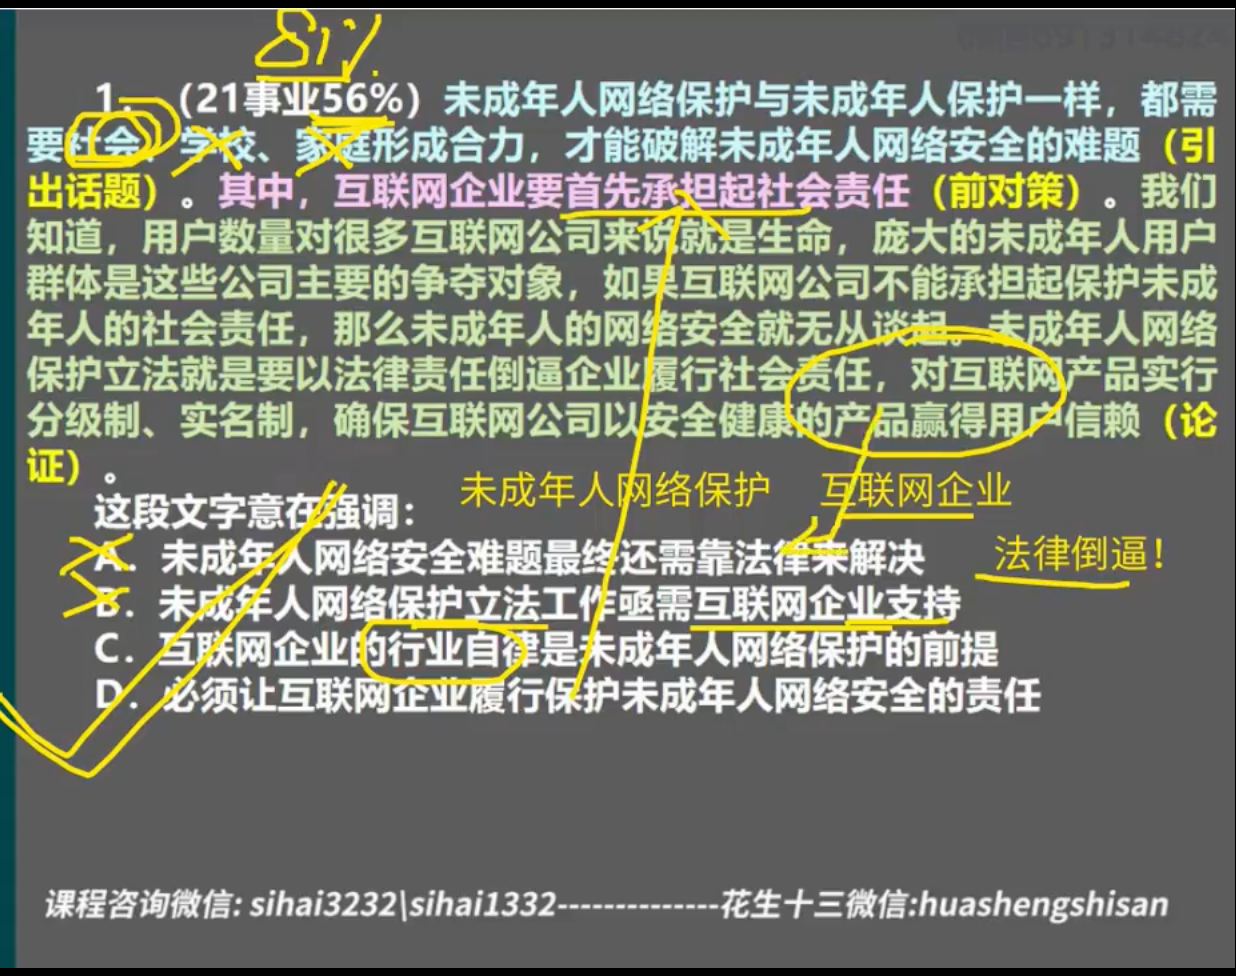 81%
1. （21事业56%）未成年人网络保护与未成年人保护一样，都需
要社会、学校、家庭形成合力，才能破解未成年人网络安全的难题（引
出话题）。其中，互联网企业要首先承担起社会责任（前对策）。我们
知道，用户数量对很多互联网公司来说就是生命，庞大的未成年人用户
群体是这些公司主要的争夺对象，如果互联网公司不能承担起保护未成
年人的社会责任，那么未成年人的网络安全就无从谈起。未成年人网络
保护立法就是要以法律责任倒逼企业履行社会责任，对互联网产品实行
分级制、实名制，确保互联网公司以安全健康的产品赢得用户信赖（论
证）。
未成年人网络保护 互联网企业
这段文字意在强调：
法律倒逼！
A. 未成年人网络安全难题最终还需靠法律来解决
B. 未成年人网络保护立法工作亟需互联网企业支持
C. 互联网企业的行业自律是未成年人网络保护的前提
D. 必须让互联网企业履行保护未成年人网络安全的责任
课程咨询微信: sihai3232\sihai1332--------------花生十三微信:huashengshisan